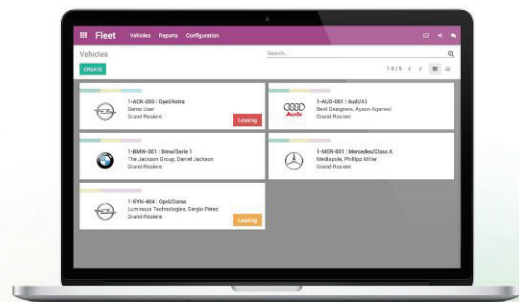 Fleet Vehicles Reports Configuration
Vehicles
Search...
CREATE
1-5 / 5
1-ACK-205 : Opel/Astra
Demo User
Grand-Rosière
Leasing
1-AUD-001 : Audi/A1
Best Designers, Ayaan Agarwal
Grand-Rosière
Audi
1-BMW-001 : Bmw/Serie 1
The Jackson Group, Daniel Jackson
Grand-Rosière
1-MER-001 : Mercedes/Class A
Mediapole, Phillipp Miller
Grand-Rosière
1-SYN-404 : Opel/Corsa
Luminous Technologies, Sergio Pérez
Grand-Rosière
Leasing